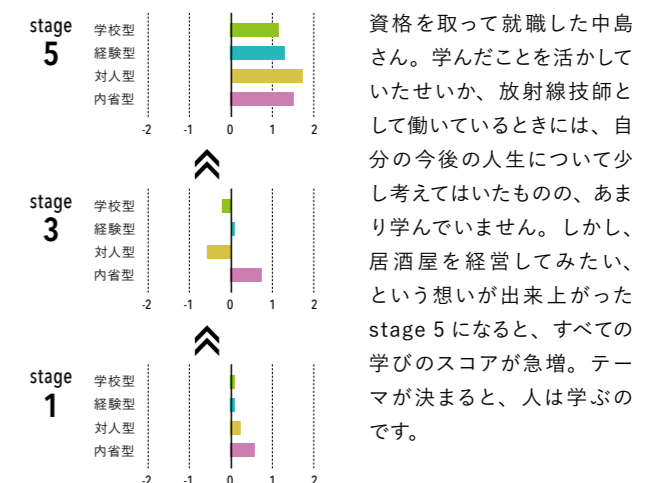 stage
5
学校型
経験型
対人型
内省型
-2 -1 0 1 2
stage
3
学校型
経験型
対人型
内省型
-2 -1 0 1 2
stage
1
学校型
経験型
対人型
内省型
-2 -1 0 1 2
資格を取って就職した中島
さん。学んだことを活かして
いたせいか、放射線技師と
して働いているときには、自
分の今後の人生について少
し考えてはいたものの、あま
り学んでいません。しかし、
居酒屋を経営してみたい、
という想いが出来上がった
stage 5 になると、すべての
学びのスコアが急増。テー
マが決まると、人は学ぶの
です。